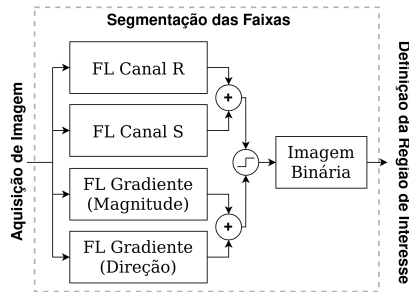 Segmentação das Faixas
Aquisição de Imagem
FL Canal R
FL Canal S
FL Gradiente
(Magnitude)
FL Gradiente
(Direção)
+
+
Imagem
Binária
Definição da Região de Interesse